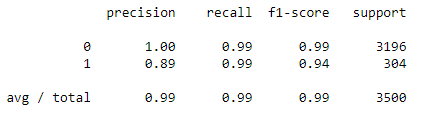 precision recall f1-score support
0 1.00 0.99 0.99 3196
1 0.89 0.99 0.94 304
avg / total 0.99 0.99 0.99 3500